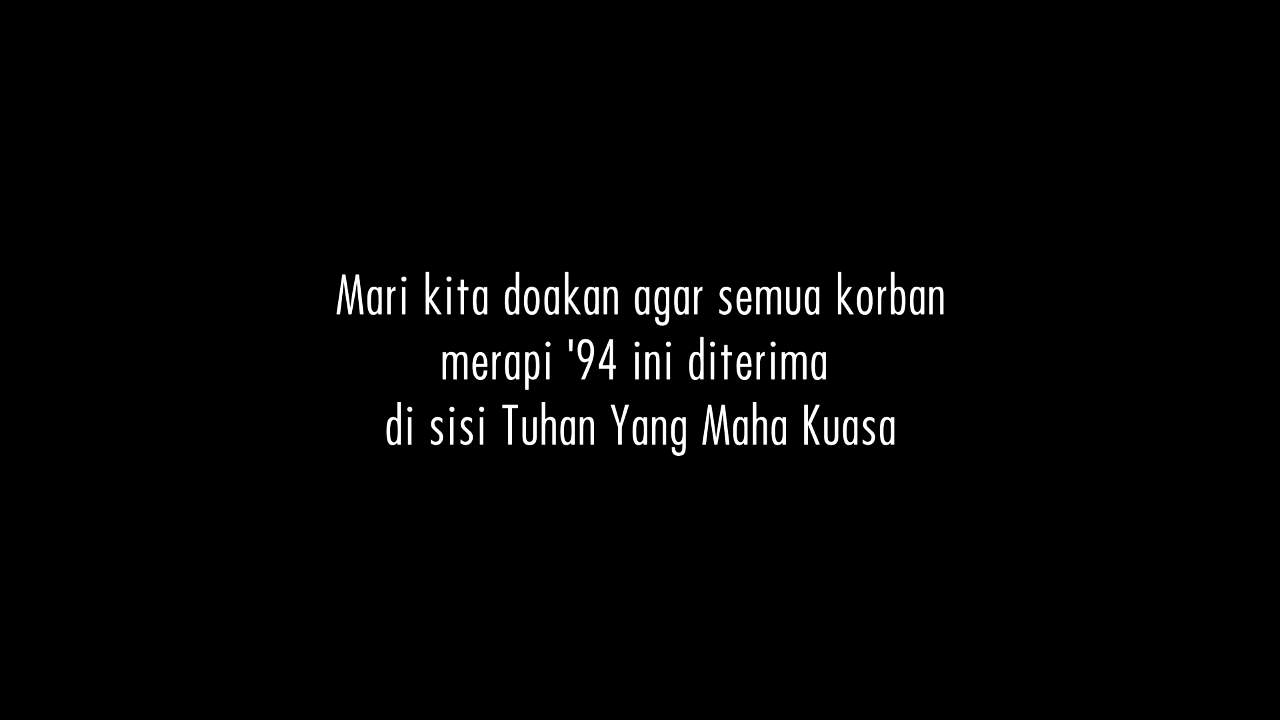 Mari kita doakan agar semua korban
merapi '94 ini diterima
di sisi Tuhan Yang Maha Kuasa